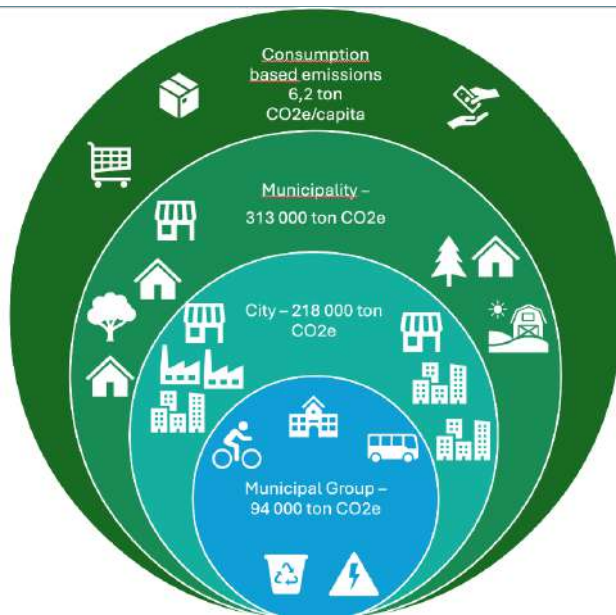 Consumption
based emissions
6,2 ton
CO2e/capita
Municipality –
313 000 ton CO2e
City – 218 000 ton
CO2e
Municipal Group –
94 000 ton CO2e